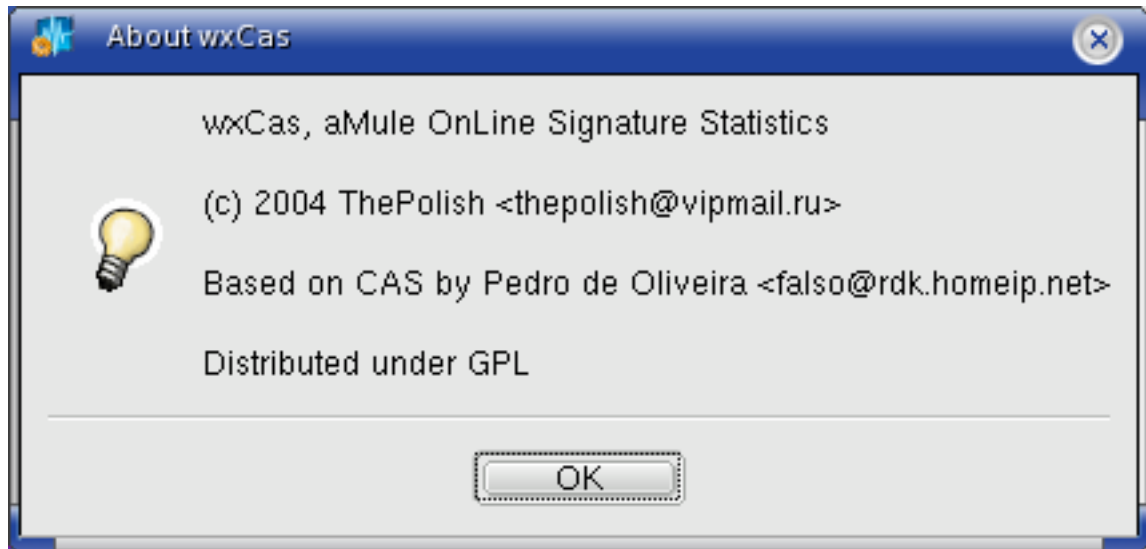 About wxCas
wxCas, aMule OnLine Signature Statistics
(c) 2004 ThePolish <thepolish@vipmail.ru>
Based on CAS by Pedro de Oliveira <falso@rdk.homeip.net>
Distributed under GPL
OK